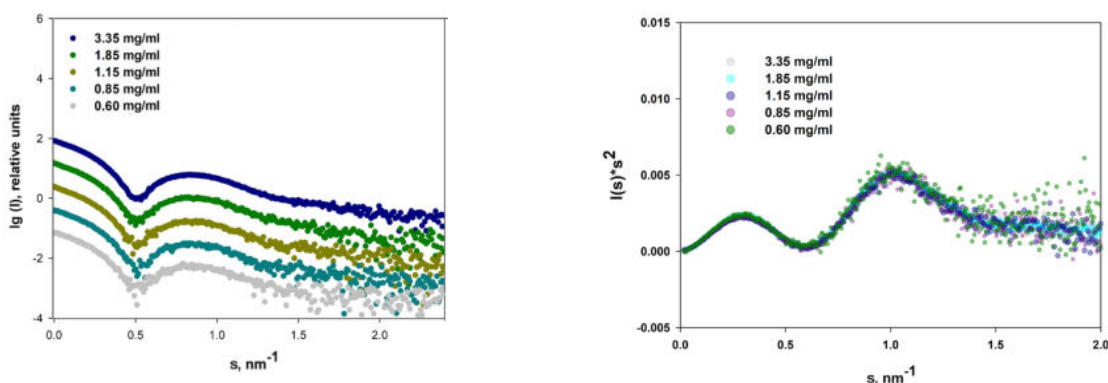 6
4
2
0
-2
-4
lg (I), relative units
3.35 mg/ml
1.85 mg/ml
1.15 mg/ml
0.85 mg/ml
0.60 mg/ml
0.0 0.5 1.0 1.5 2.0
s, nm⁻¹
0.015
0.010
0.005
0.000
-0.005
I(s)*s²
3.35 mg/ml
1.85 mg/ml
1.15 mg/ml
0.85 mg/ml
0.60 mg/ml
0.0 0.5 1.0 1.5 2.0
s, nm⁻¹